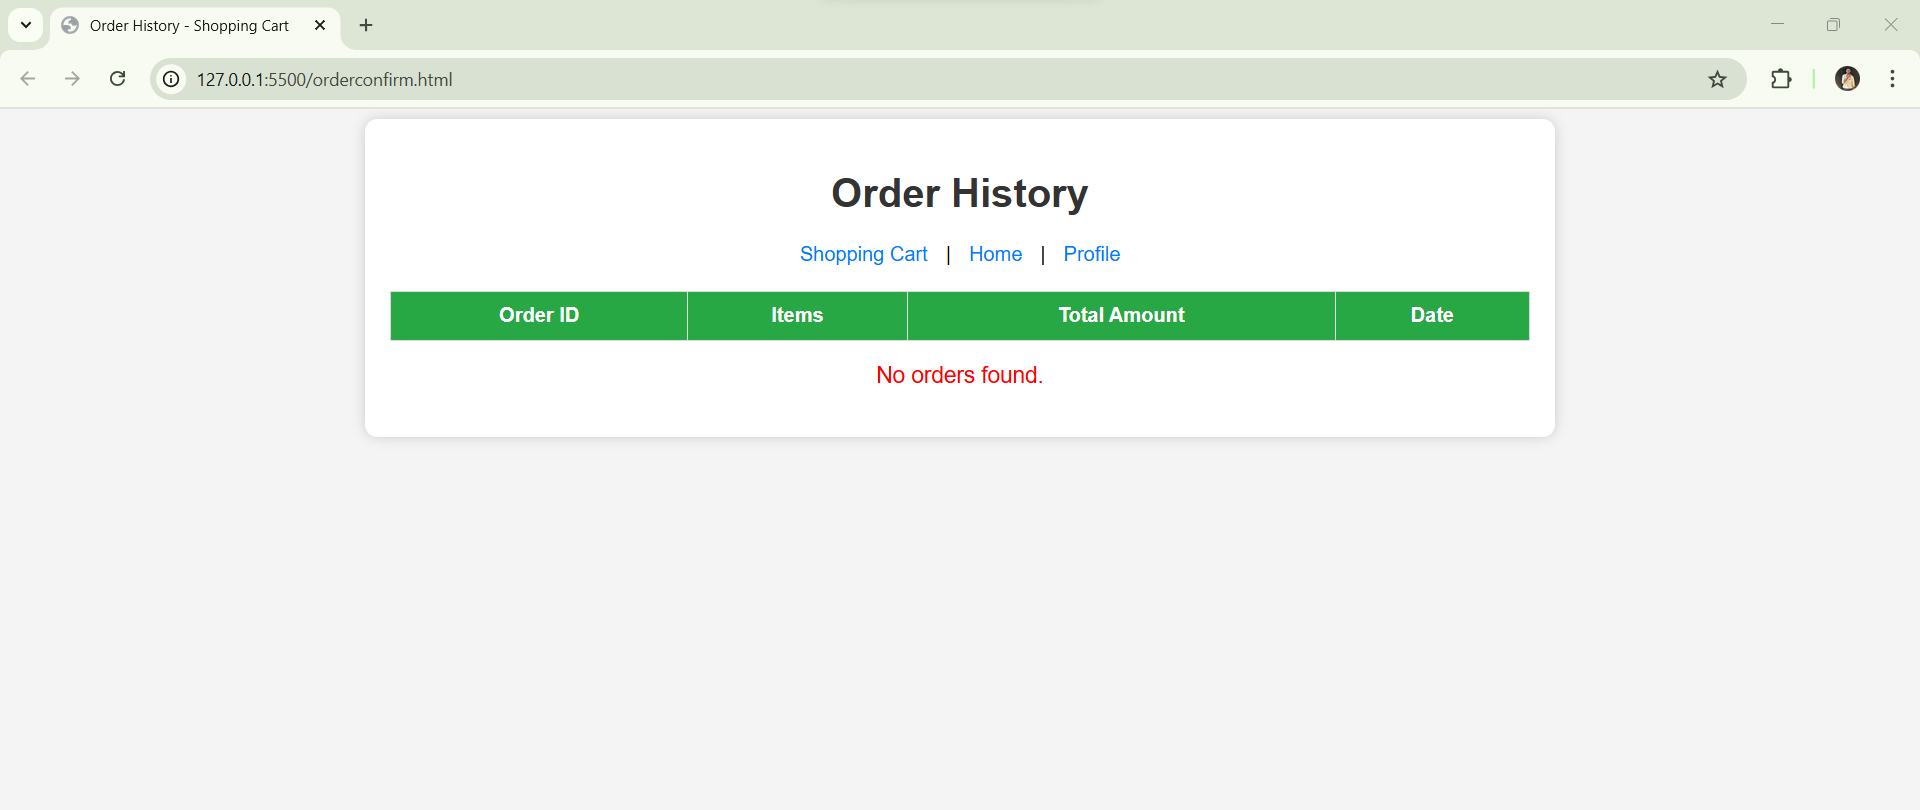 Order History - Shopping Cart
127.0.0.1:5500/orderconfirm.html
Order History
Shopping Cart | Home | Profile
Order ID Items Total Amount Date
No orders found.